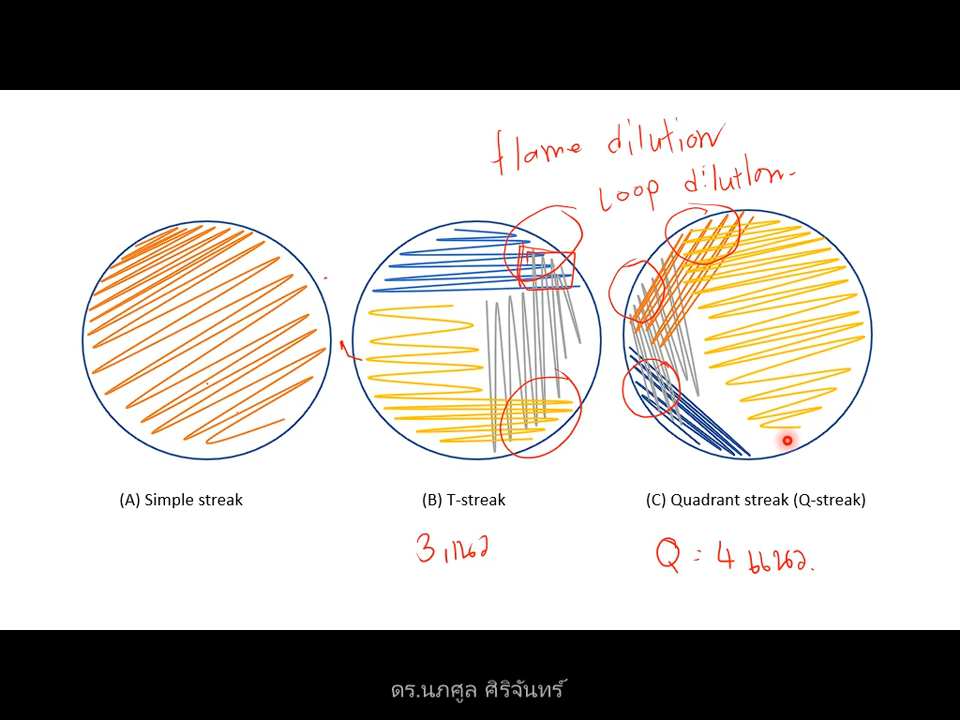 flame dilution
loop dilution.
(A) Simple streak
(B) T-streak
(C) Quadrant streak (Q-streak)
3 แนว
Q = 4 แนว.
ดร.นภศูล ศิริจันทร์